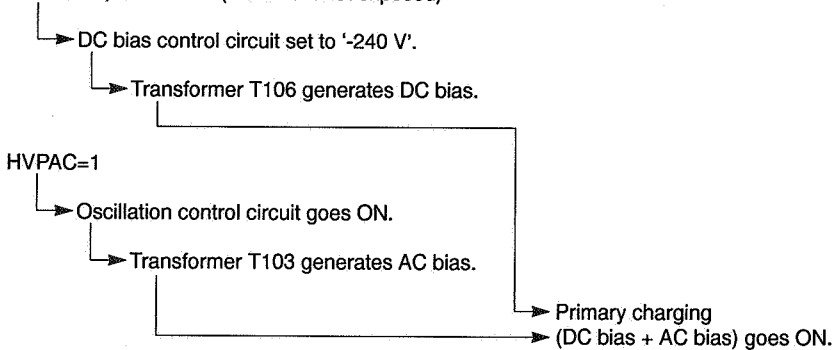 DC bias control circuit set to '-240 V'.
Transformer T106 generates DC bias.
HVPAC=1
Oscillation control circuit goes ON.
Transformer T103 generates AC bias.
Primary charging
(DC bias + AC bias) goes ON.